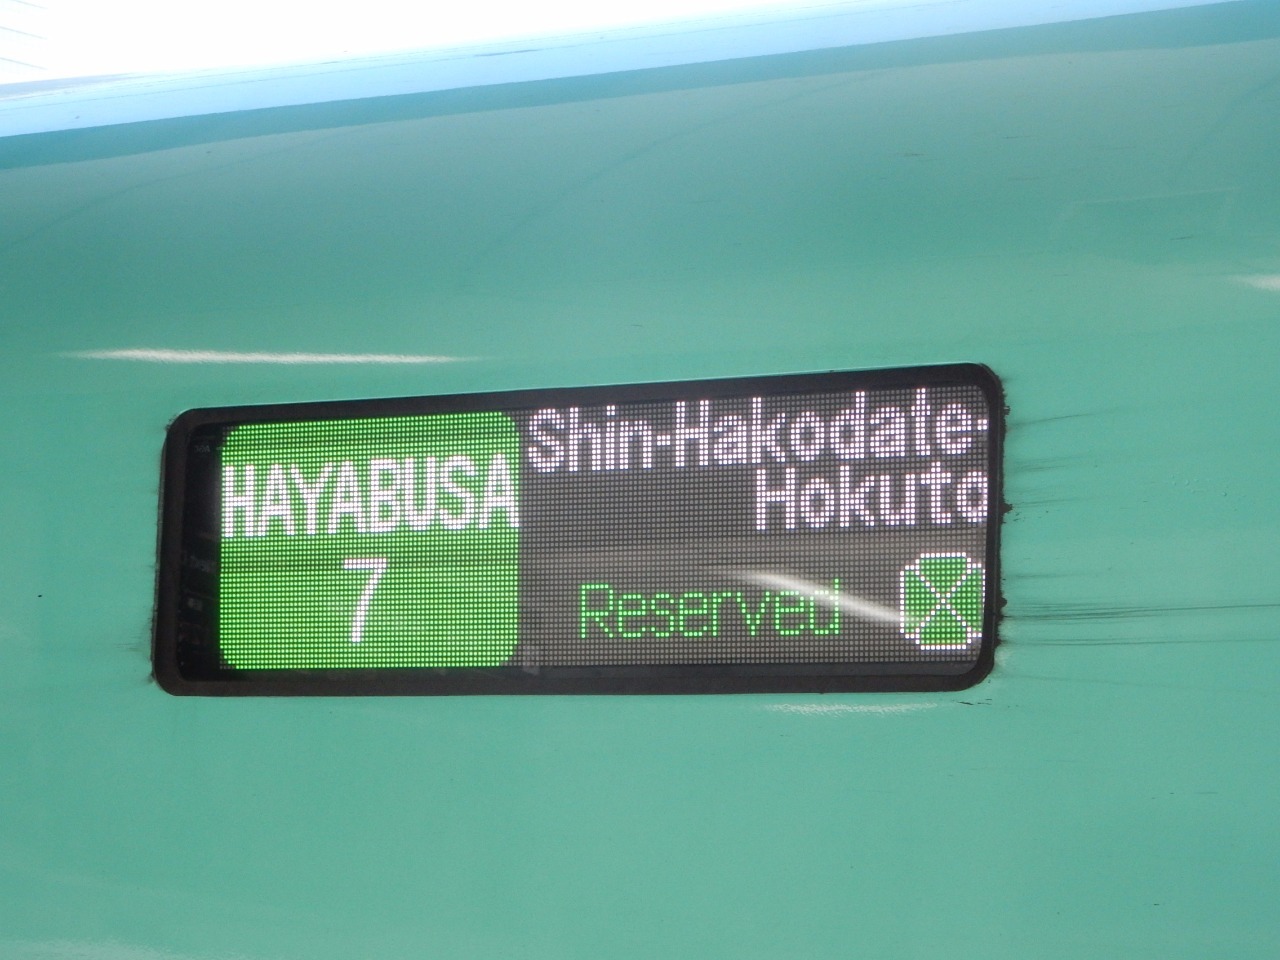 HAYABUSA
7
Shin-Hakodate-
Hokuto
Reserved